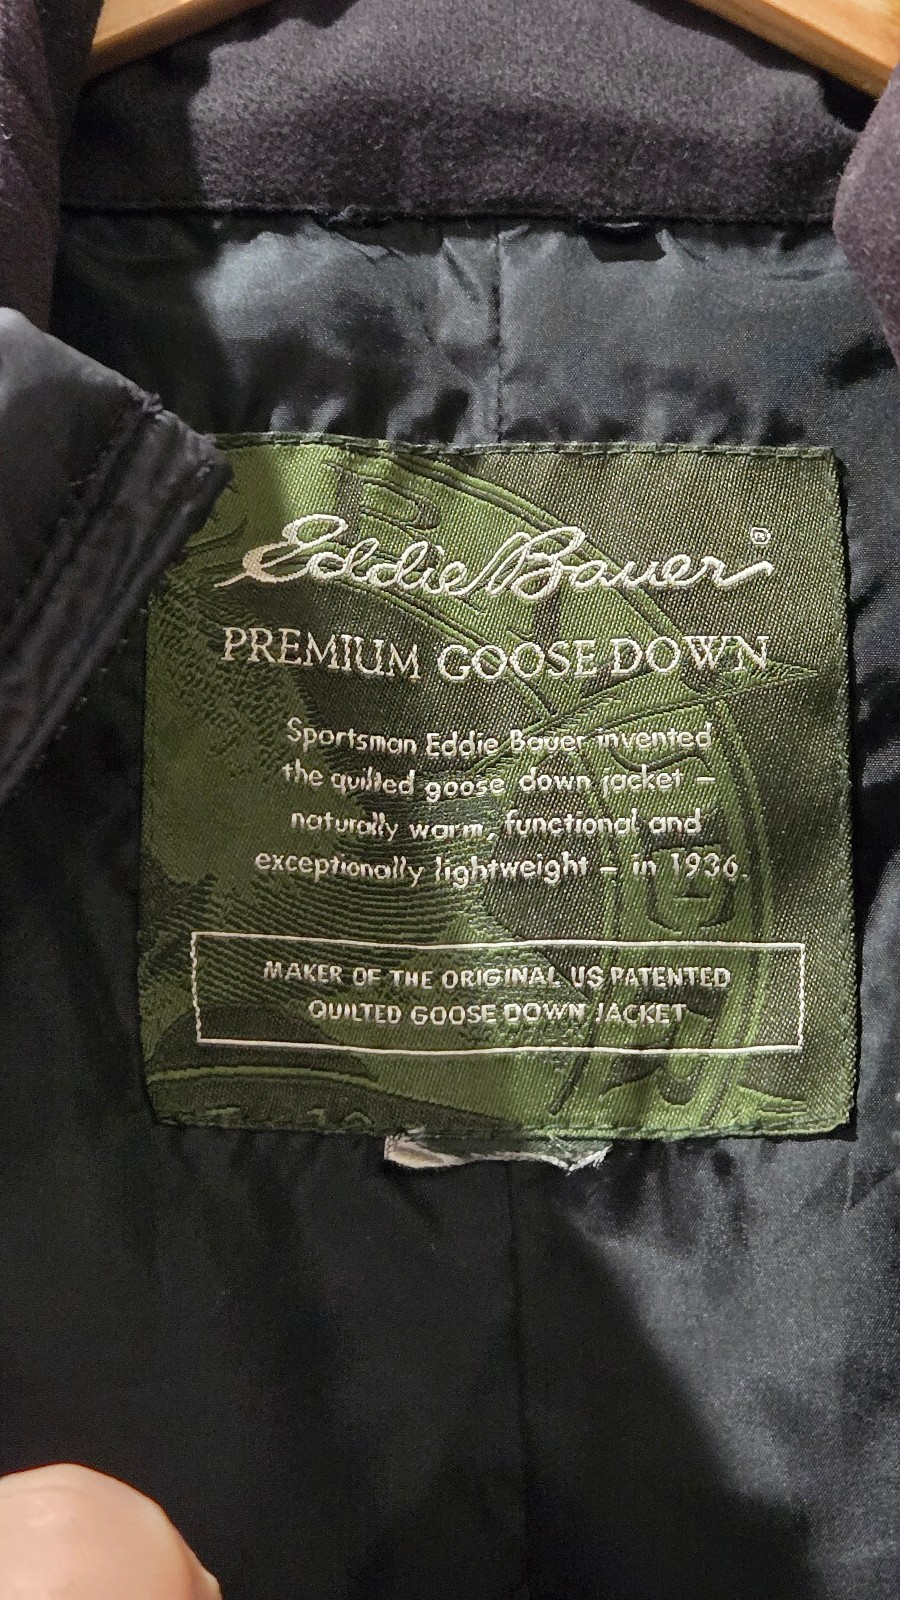 Eddie Bauer®
PREMIUM GOOSE DOWN
Sportsman Eddie Bauer invented
the quilted goose down jacket –
naturally warm, functional and
exceptionally lightweight – in 1936.
MAKER OF THE ORIGINAL US PATENTED
QUILTED GOOSE DOWN JACKET